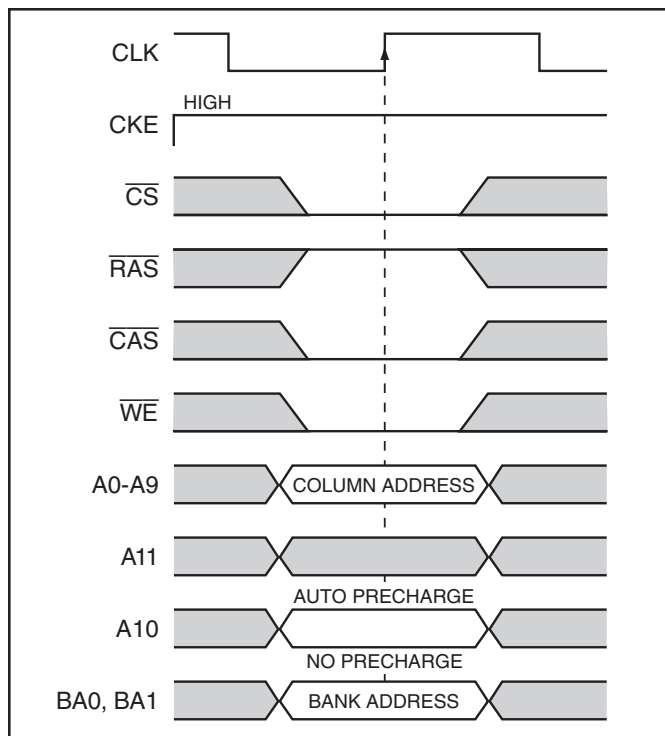 CLK
HIGH
CKE
CS
RAS
CAS
WE
A0-A9 COLUMN ADDRESS
A11
AUTO PRECHARGE
A10
NO PRECHARGE
BA0, BA1 BANK ADDRESS